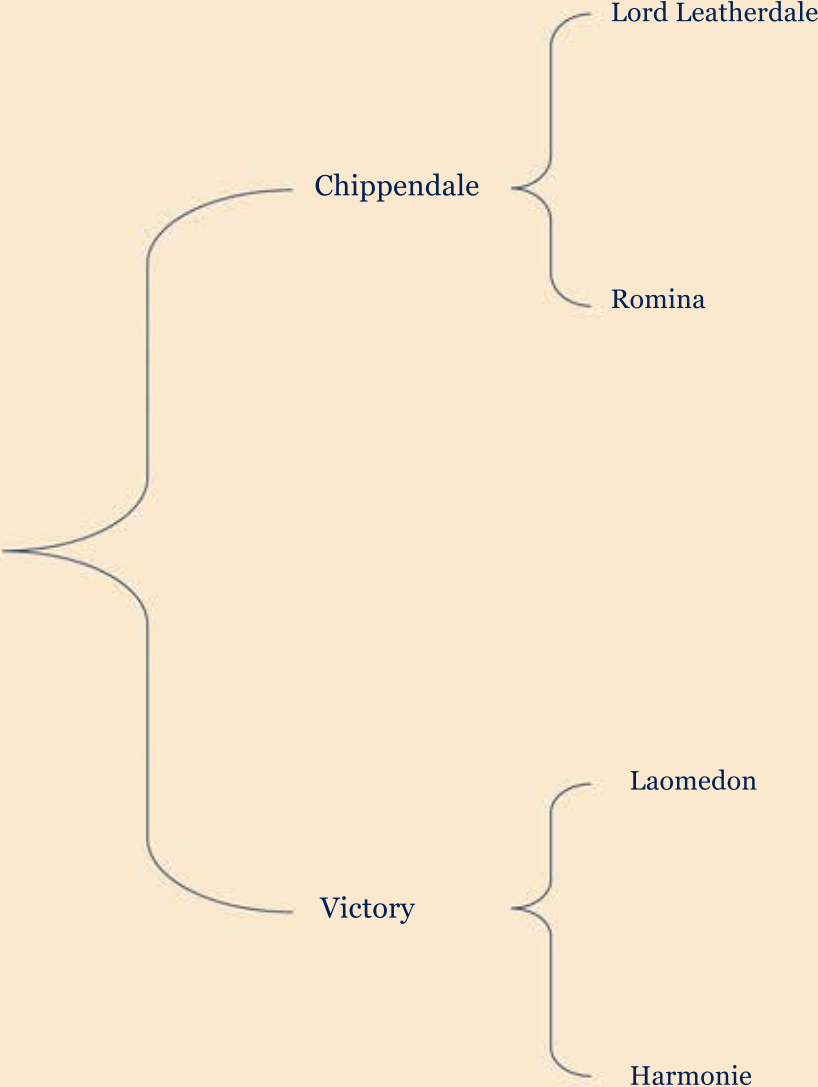 Lord Leatherdale
Chippendale
Romina
Laomedon
Victory
Harmonie